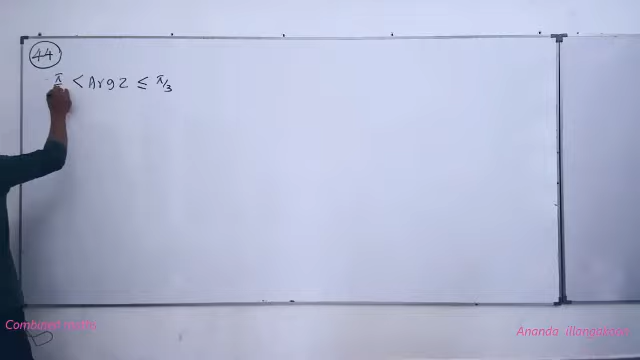 44
π < Arg z ≤ π/3
Combined maths
Ananda illangakoon